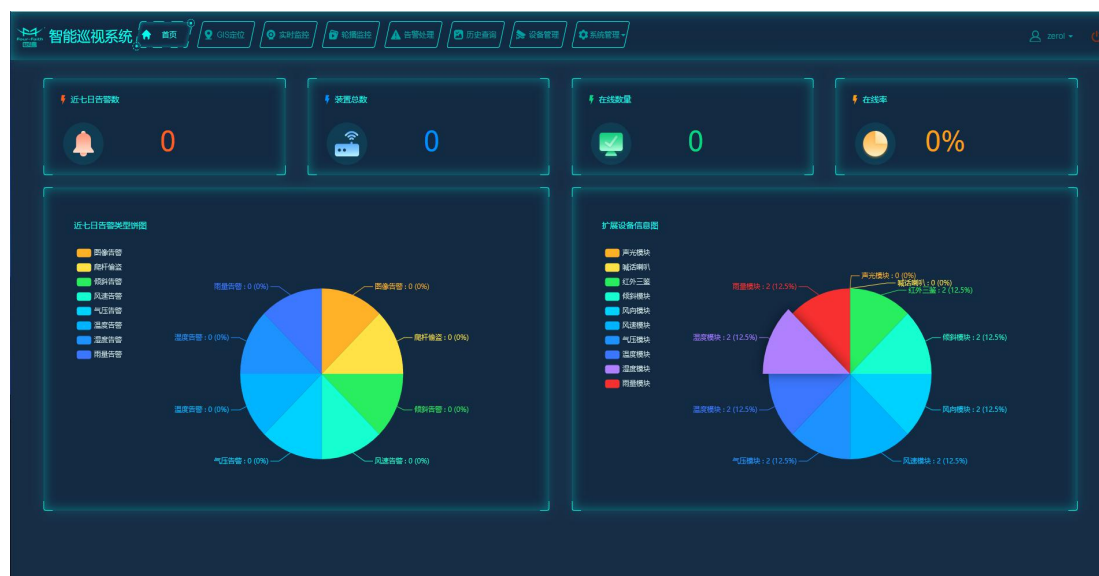 Four-Faith
智能巡视系统
首页
GIS定位
实时监控
轮播监控
告警处理
历史查询
设备管理
系统管理
zerol
近七日告警数
0
装置总数
0
在线数量
0
在线率
0%
近七日告警类型饼图
图像告警
爬杆偷盗
倾斜告警
风速告警
气压告警
温度告警
湿度告警
雨量告警
雨量告警 : 0 (0%)
图像告警 : 0 (0%)
湿度告警 : 0 (0%)
爬杆偷盗 : 0 (0%)
温度告警 : 0 (0%)
倾斜告警 : 0 (0%)
气压告警 : 0 (0%)
风速告警 : 0 (0%)
扩展设备信息图
声光模块
喊话喇叭
红外三鉴
倾斜模块
风向模块
风速模块
气压模块
温度模块
湿度模块
雨量模块
声光模块 : 0 (0%)
喊话喇叭 : 0 (0%)
雨量模块 : 2 (12.5%)
红外三鉴 : 2 (12.5%)
湿度模块 : 2 (12.5%)
倾斜模块 : 2 (12.5%)
温度模块 : 2 (12.5%)
风向模块 : 2 (12.5%)
气压模块 : 2 (12.5%)
风速模块 : 2 (12.5%)